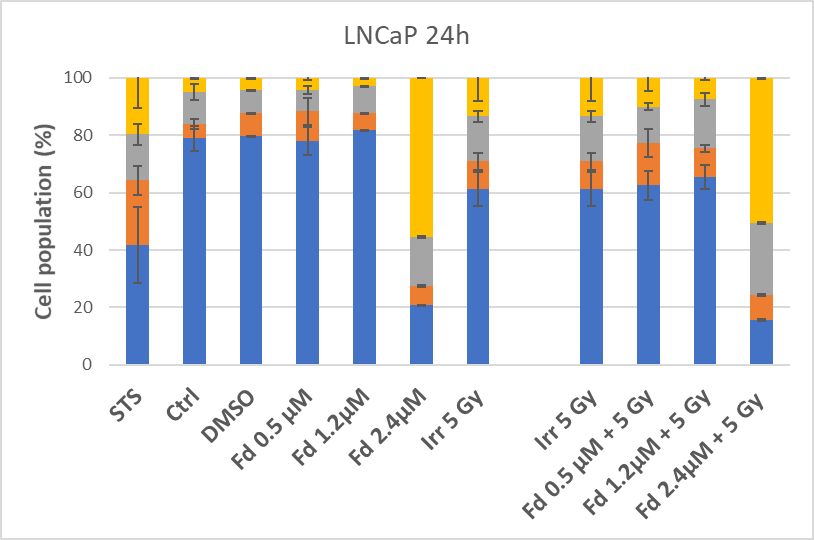 LNCaP 24h
Cell population (%)
100
80
60
40
20
0
STS
Ctrl
DMSO
Fd 0.5 µM
Fd 1.2µM
Fd 2.4µM
Irr 5 Gy
Irr 5 Gy
Fd 0.5 µM + 5 Gy
Fd 1.2µM + 5 Gy
Fd 2.4µM + 5 Gy